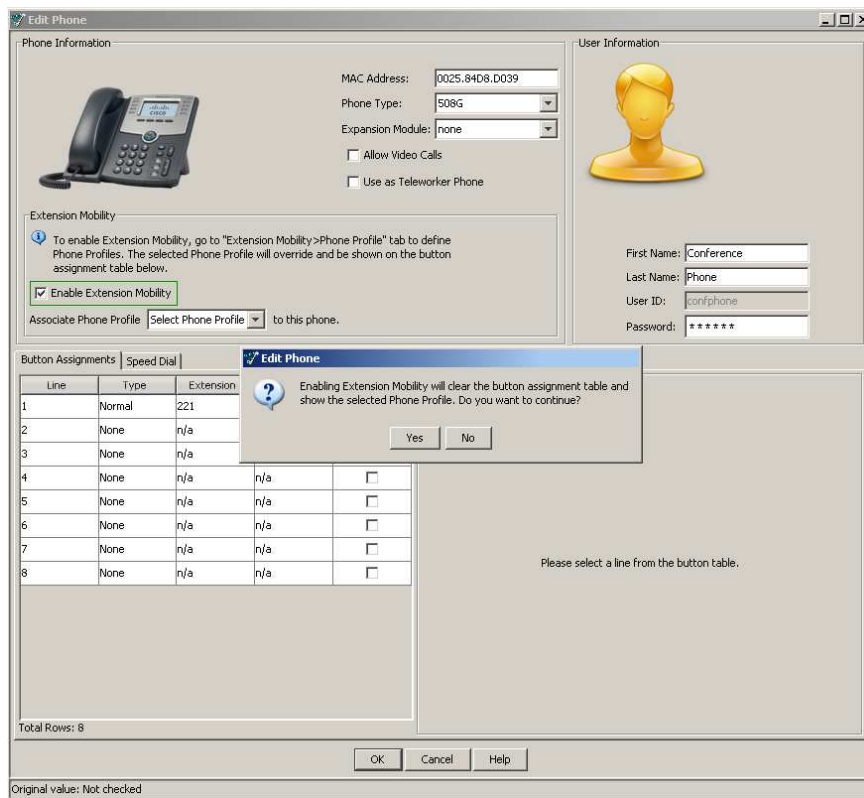 Edit Phone
Phone Information
MAC Address: 0025.84D8.D039
Phone Type: 508G
Expansion Module: none
Allow Video Calls
Use as Teleworker Phone
CISCO
User Information
First Name: Conference
Last Name: Phone
User ID: confphone
Password: ******
Extension Mobility
To enable Extension Mobility, go to "Extension Mobility>Phone Profile" tab to define
Phone Profiles. The selected Phone Profile will override and be shown on the button
assignment table below.
Enable Extension Mobility
Associate Phone Profile Select Phone Profile to this phone.
Button Assignments Speed Dial
Line Type Extension
1 Normal 221
2 None n/a
3 None n/a
4 None n/a n/a
5 None n/a n/a
6 None n/a n/a
7 None n/a n/a
8 None n/a n/a
Total Rows: 8
Edit Phone
Enabling Extension Mobility will clear the button assignment table and
show the selected Phone Profile. Do you want to continue?
Yes No
Please select a line from the button table.
OK Cancel Help
Original value: Not checked